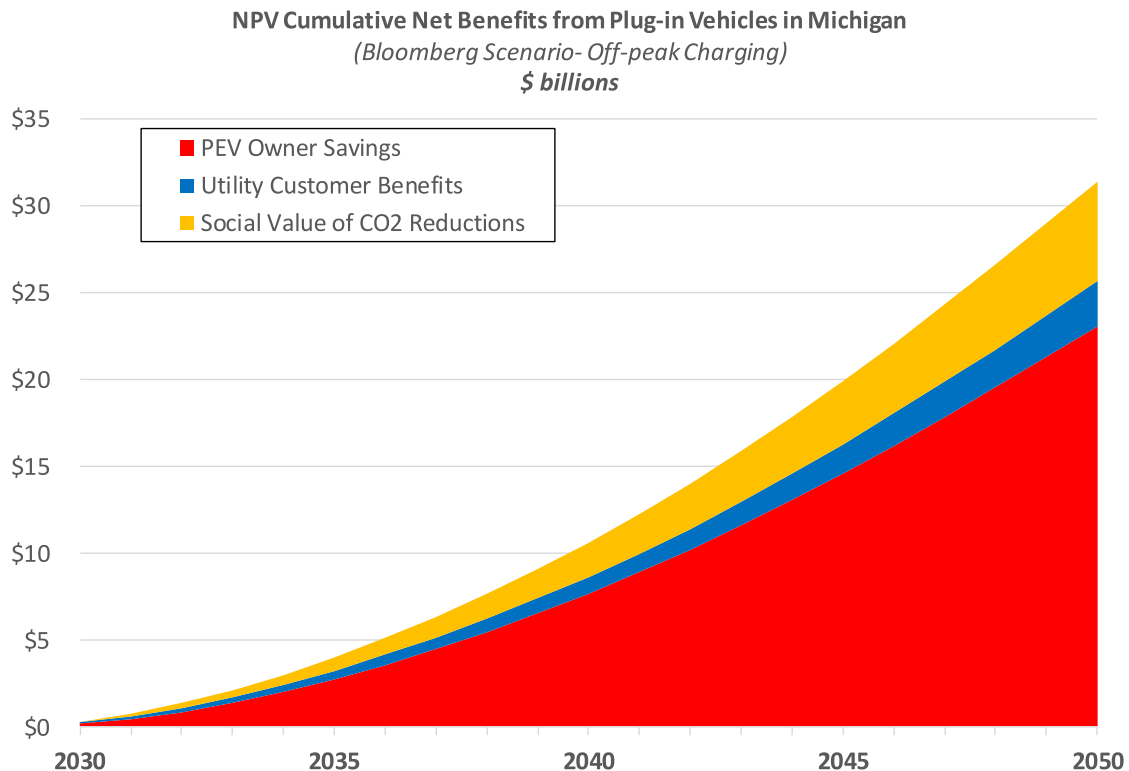 NPV Cumulative Net Benefits from Plug-in Vehicles in Michigan
(Bloomberg Scenario- Off-peak Charging)
$ billions
$35
PEV Owner Savings
Utility Customer Benefits
Social Value of CO2 Reductions
$30
$25
$20
$15
$10
$5
$0
2030 2035 2040 2045 2050